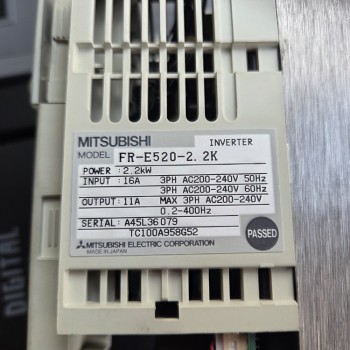 MITSUBISHI INVERTER
MODEL FR-E520-2.2K
POWER : 2.2kW
INPUT : 16A 3PH AC200-240V 50Hz
3PH AC200-240V 60Hz
OUTPUT: 11A MAX 3PH AC200-240V
0.2-400Hz
SERIAL: A45L36079
TC100A958G52
PASSED
MITSUBISHI ELECTRIC CORPORATION
MADE IN JAPAN
DIGITAL